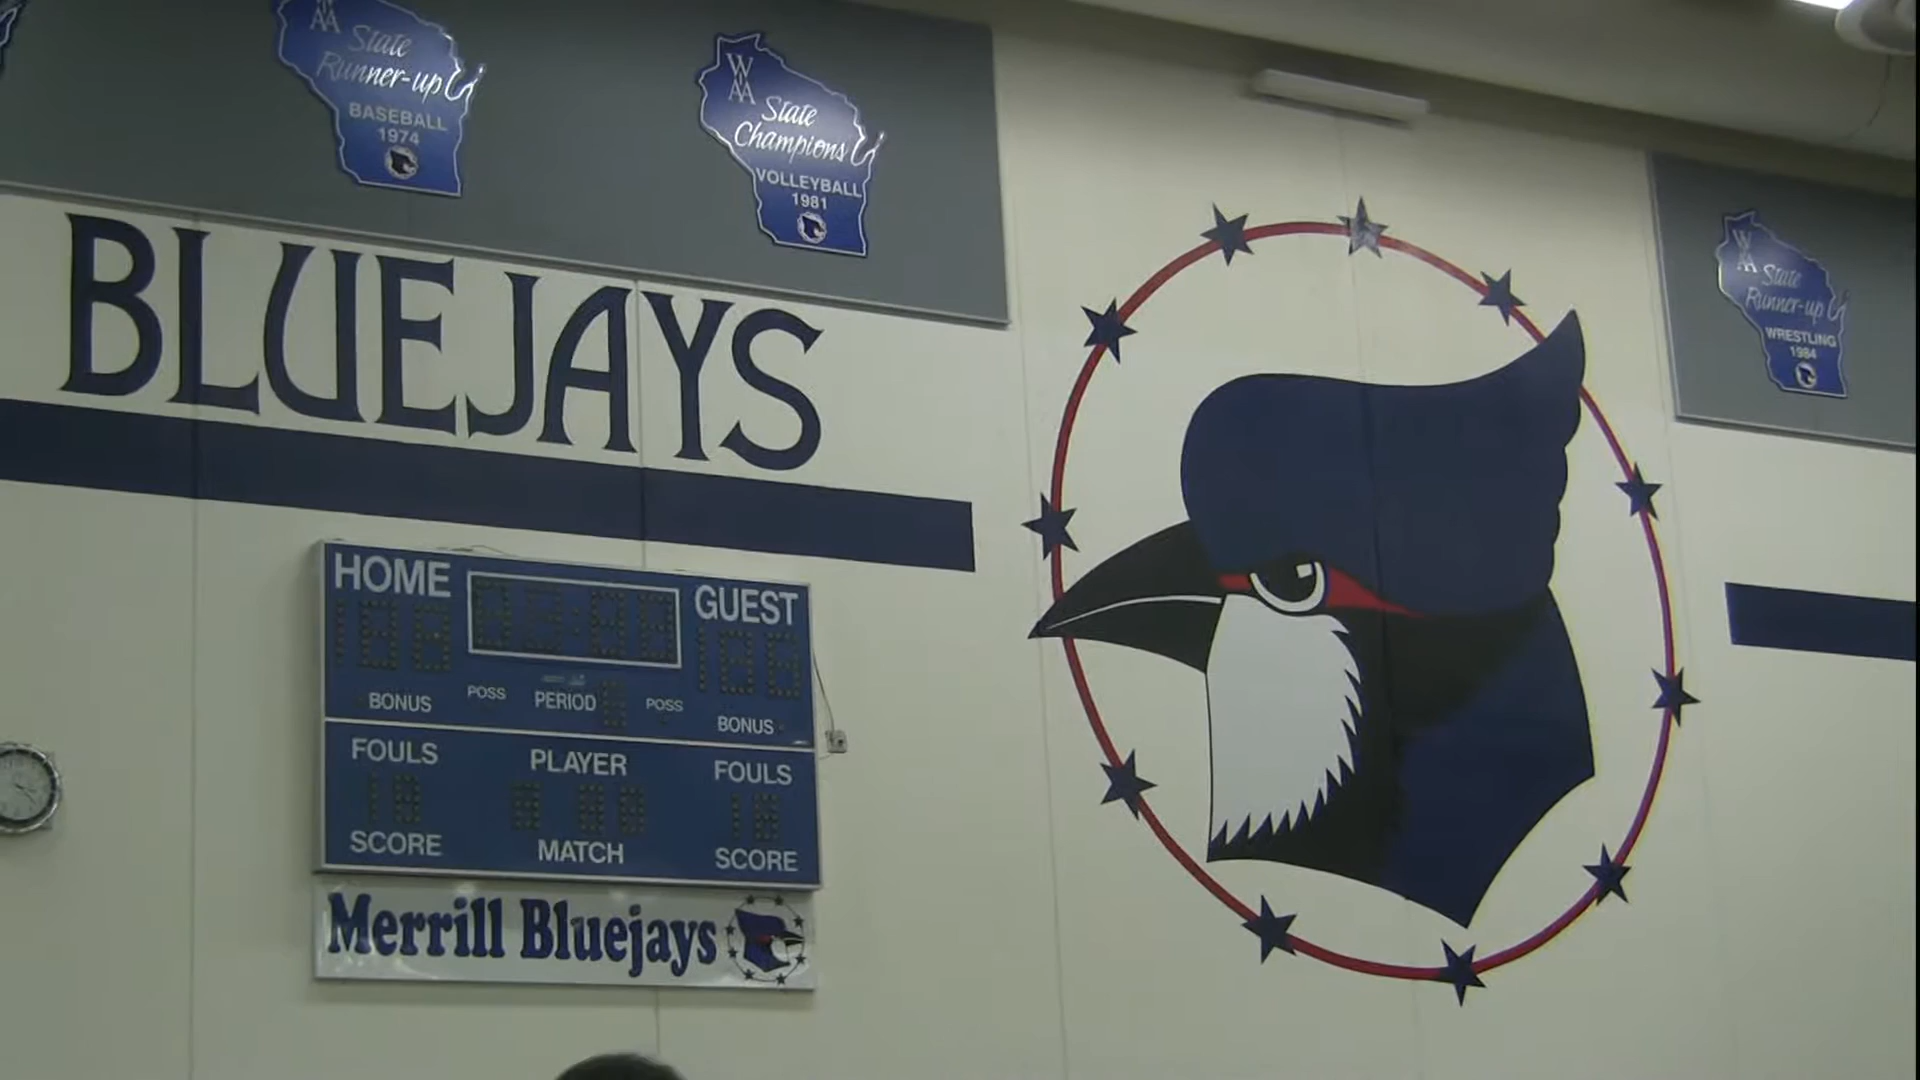 WIAA
State
Runner-up
BASEBALL
1974
WIAA
State
Champions
VOLLEYBALL
1981
WIAA
State
Runner-up
WRESTLING
1984
BLUEJAYS
HOME
GUEST
BONUS
POSS
PERIOD
POSS
BONUS
FOULS
PLAYER
FOULS
SCORE
MATCH
SCORE
Merrill Bluejays